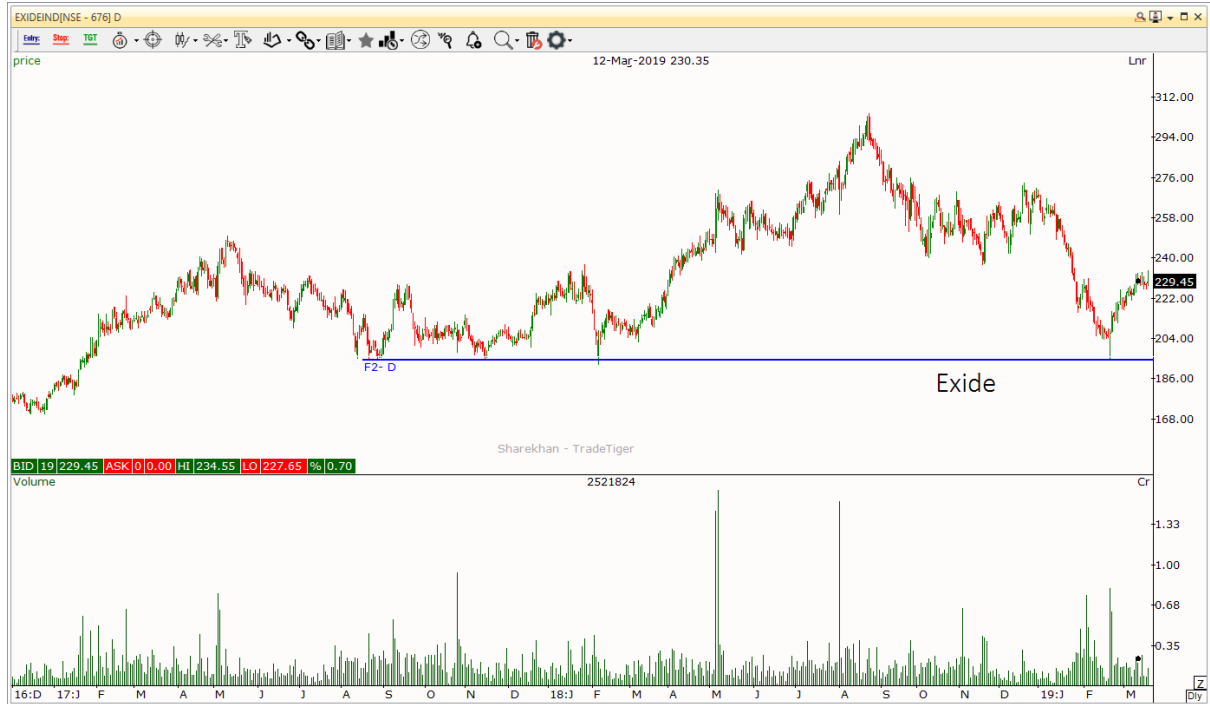 EXIDEIND[NSE - 676] D
Entry: Stop: TGT
price 12-Mar-2019 230.35 Lnr
312.00
294.00
276.00
258.00
240.00
229.45
222.00
204.00
F2- D
186.00
Exide
168.00
Sharekhan - TradeTiger
BID 19 229.45 ASK 0 0.00 HI 234.55 LO 227.65 % 0.70
Volume 2521824 Cr
1.33
1.00
0.68
0.35
16:D 17:J F M A M J J A S O N D 18:J F M A M J J A S O N D 19:J F M Z
Dly